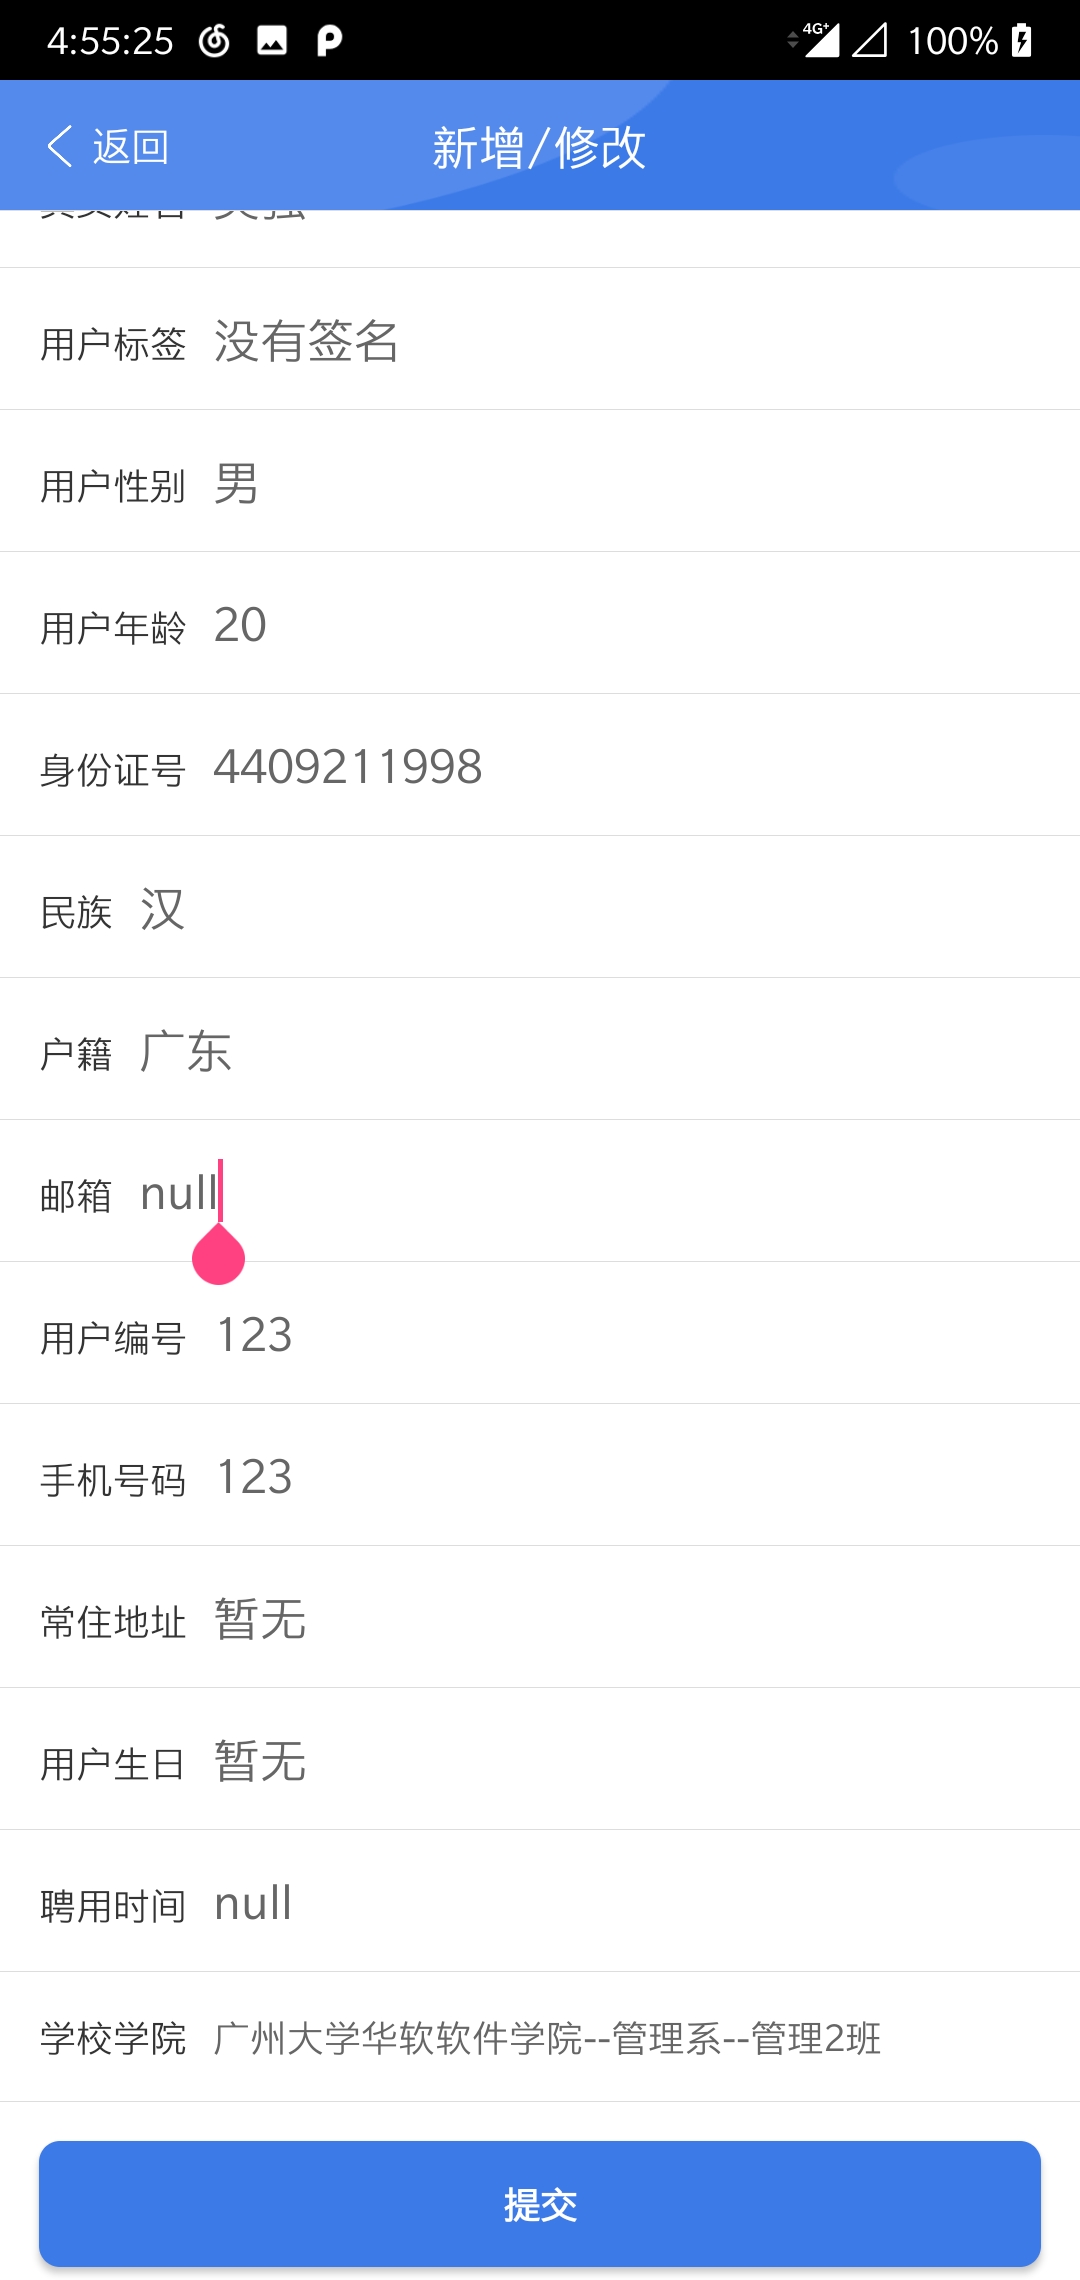 4:55:25 4G+ 100%
返回 新增/修改
用户标签 没有签名
用户性别 男
用户年龄 20
身份证号 4409211998
民族 汉
户籍 广东
邮箱 null
用户编号 123
手机号码 123
常住地址 暂无
用户生日 暂无
聘用时间 null
学校学院 广州大学华软软件学院--管理系--管理2班
提交